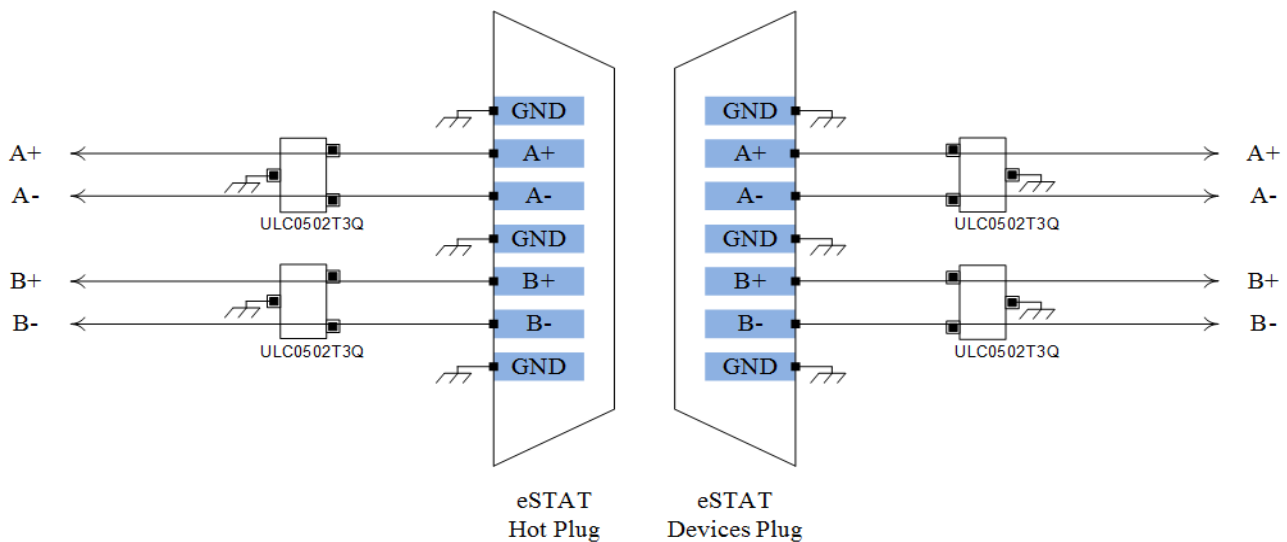 GND GND
A+ A+ A+ A+
A- A- A- A-
ULC0502T3Q GND GND ULC0502T3Q
B+ B+ B+ B+
B- B- B- B-
ULC0502T3Q ULC0502T3Q
GND GND
eSTAT eSTAT
Hot Plug Devices Plug